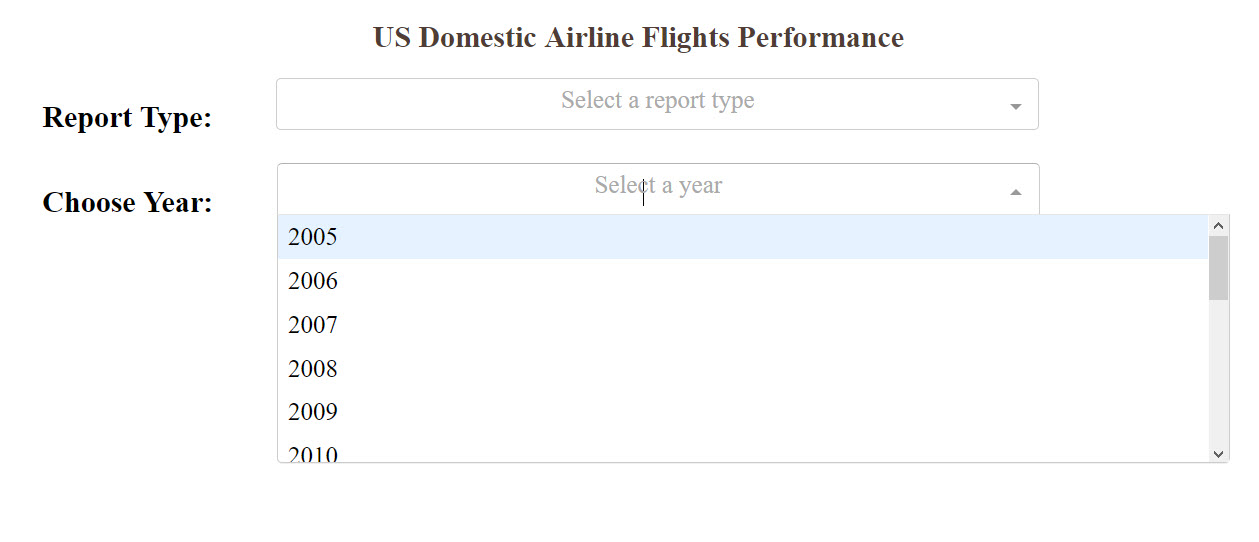 US Domestic Airline Flights Performance
Report Type:
Select a report type
Choose Year:
Select a year
2005
2006
2007
2008
2009
2010